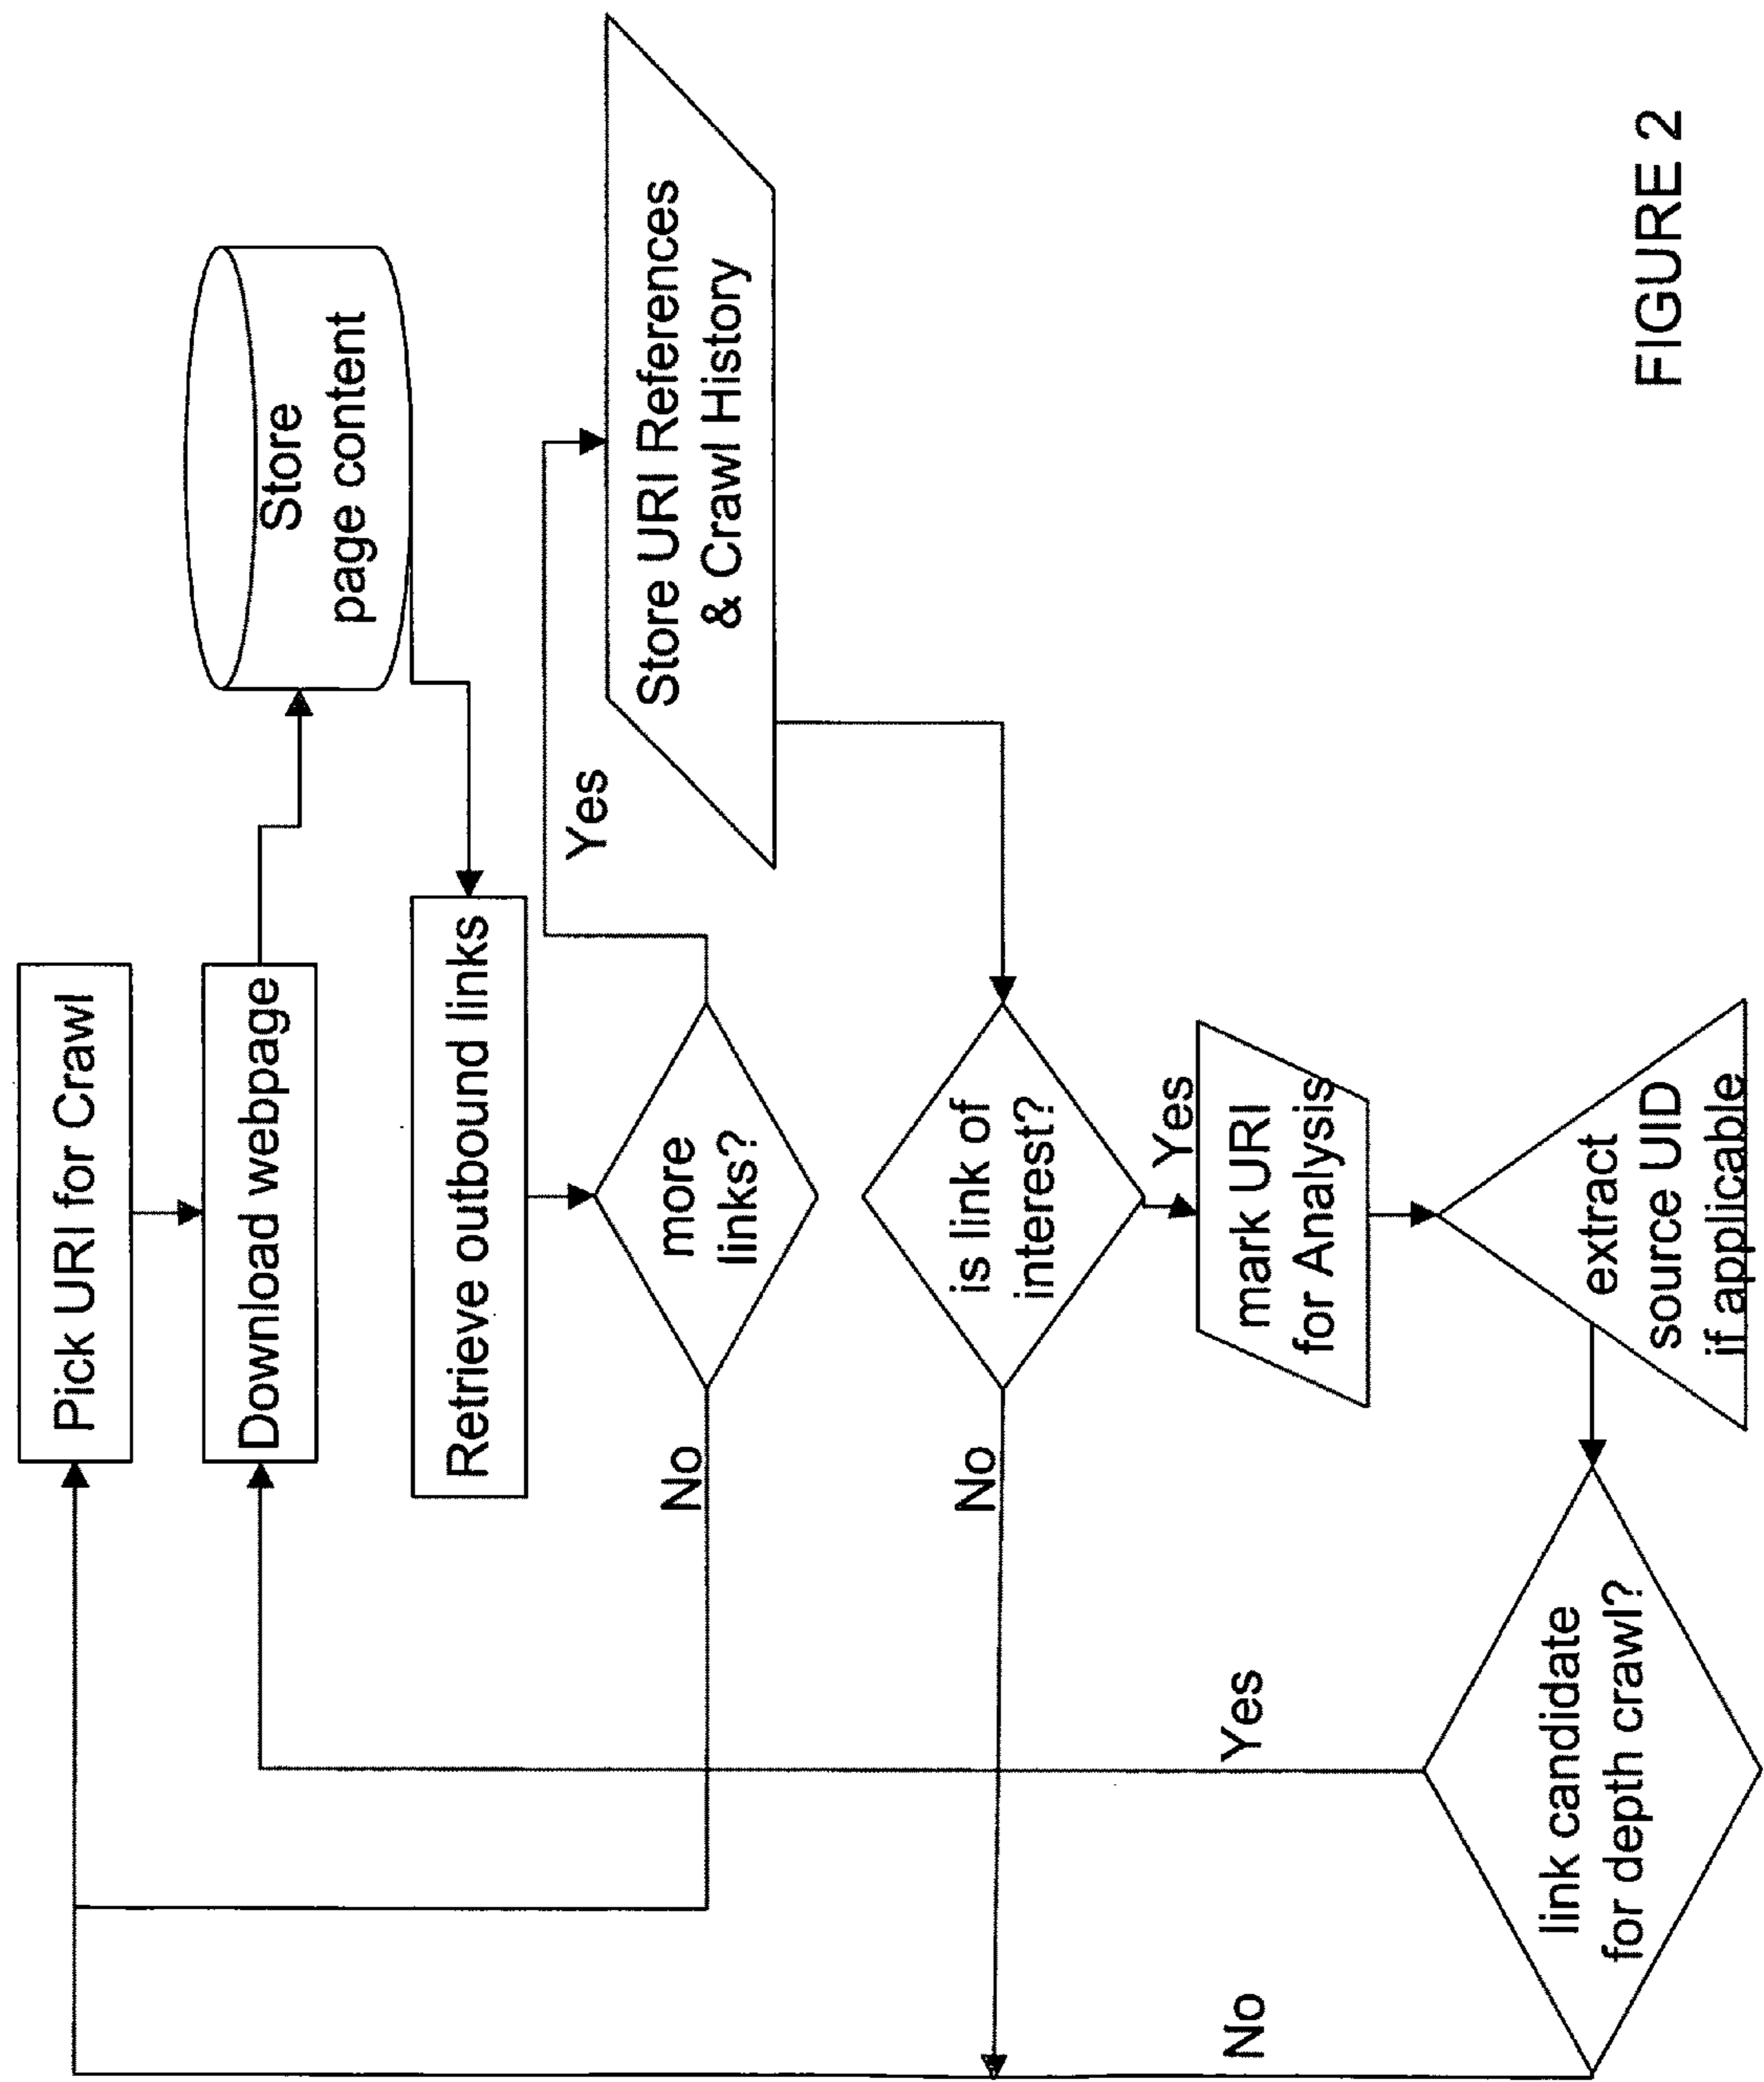 Pick URI for Crawl
Download webpage
Store
page content
Retrieve outbound links
more
links?
Yes
No
Store URI References
& Crawl History
is link of
interest?
No
Yes
mark URI
for Analysis
extract
source UID
if applicable
link candidate
for depth crawl?
Yes
No
FIGURE 2